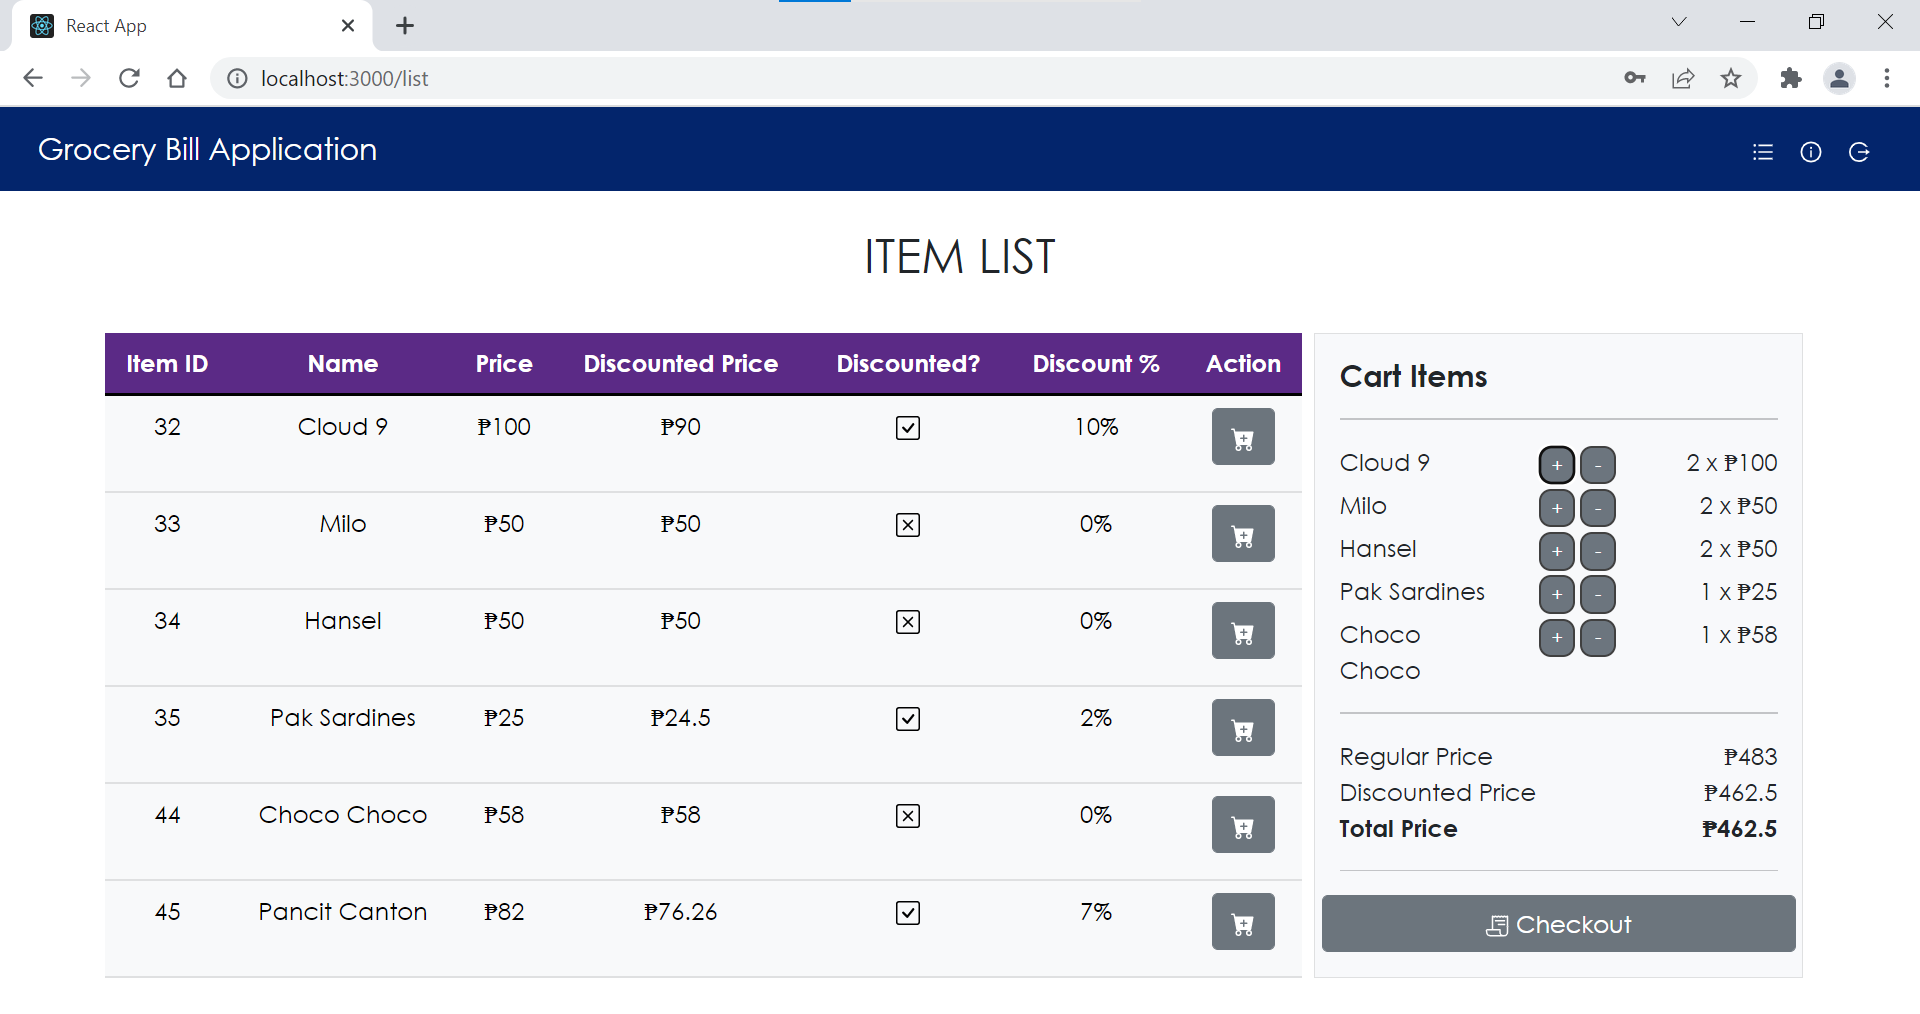 React App
localhost:3000/list
Grocery Bill Application
ITEM LIST
Item ID Name Price Discounted Price Discounted? Discount % Action
32 Cloud 9 ₱100 ₱90 10%
33 Milo ₱50 ₱50 0%
34 Hansel ₱50 ₱50 0%
35 Pak Sardines ₱25 ₱24.5 2%
44 Choco Choco ₱58 ₱58 0%
45 Pancit Canton ₱82 ₱76.26 7%
Cart Items
Cloud 9 + - 2 x ₱100
Milo + - 2 x ₱50
Hansel + - 2 x ₱50
Pak Sardines + - 1 x ₱25
Choco + - 1 x ₱58
Choco
Regular Price ₱483
Discounted Price ₱462.5
Total Price ₱462.5
Checkout